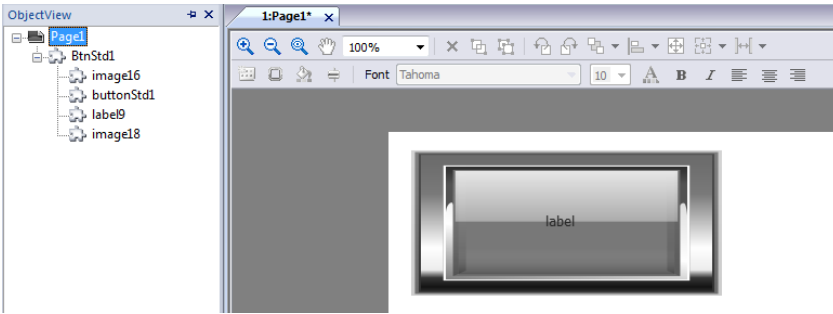 ObjectView
1:Page1*
Page1
BtnStd1
image16
buttonStd1
label9
image18
100%
Font Tahoma 10 A B I
label